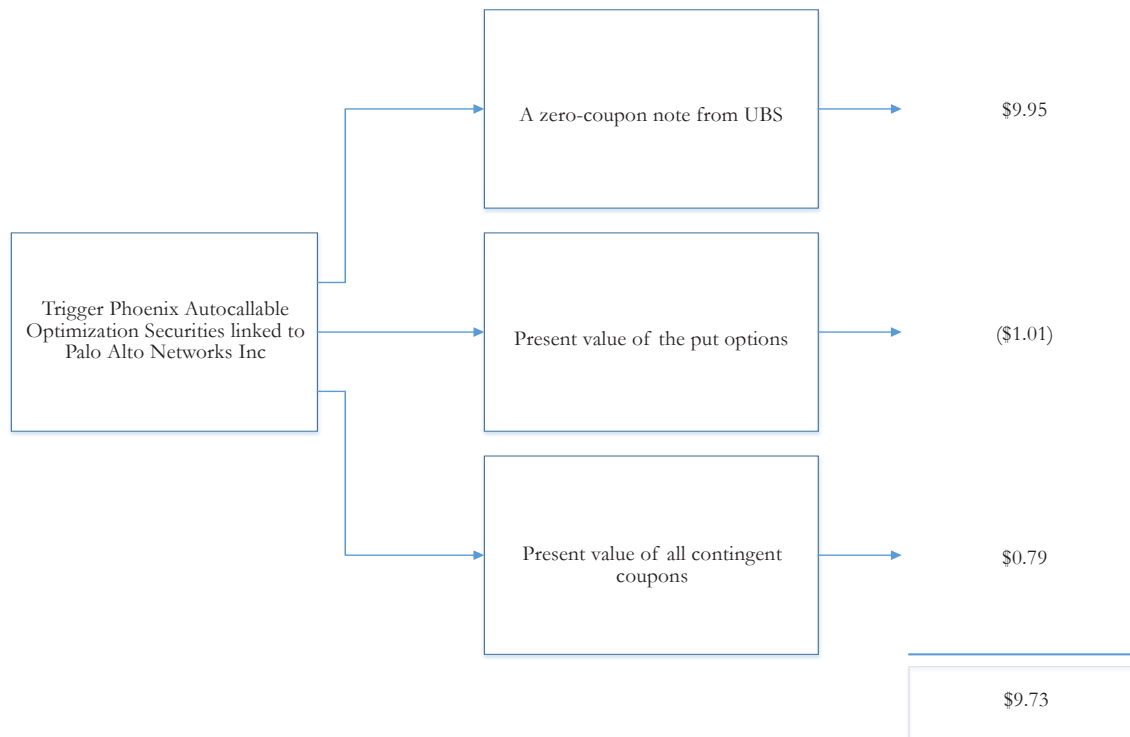 A zero-coupon note from UBS
$9.95
Trigger Phoenix Autocallable
Optimization Securities linked to
Palo Alto Networks Inc
Present value of the put options
($1.01)
Present value of all contingent
coupons
$0.79
$9.73